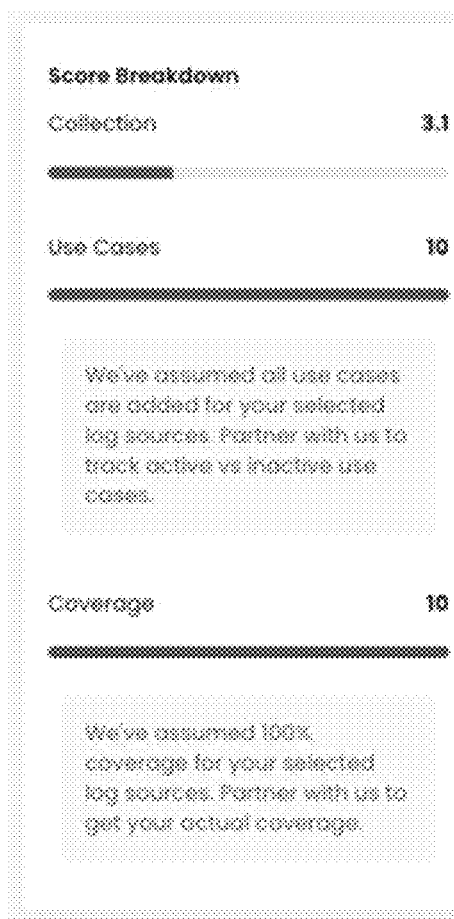 Score Breakdown
Collection 3.1
Use Cases 10
We've assumed all use cases
are added for your selected
log sources. Partner with us to
track active vs inactive use
cases.
Coverage 10
We've assumed 100%
coverage for your selected
log sources. Partner with us to
get your actual coverage.